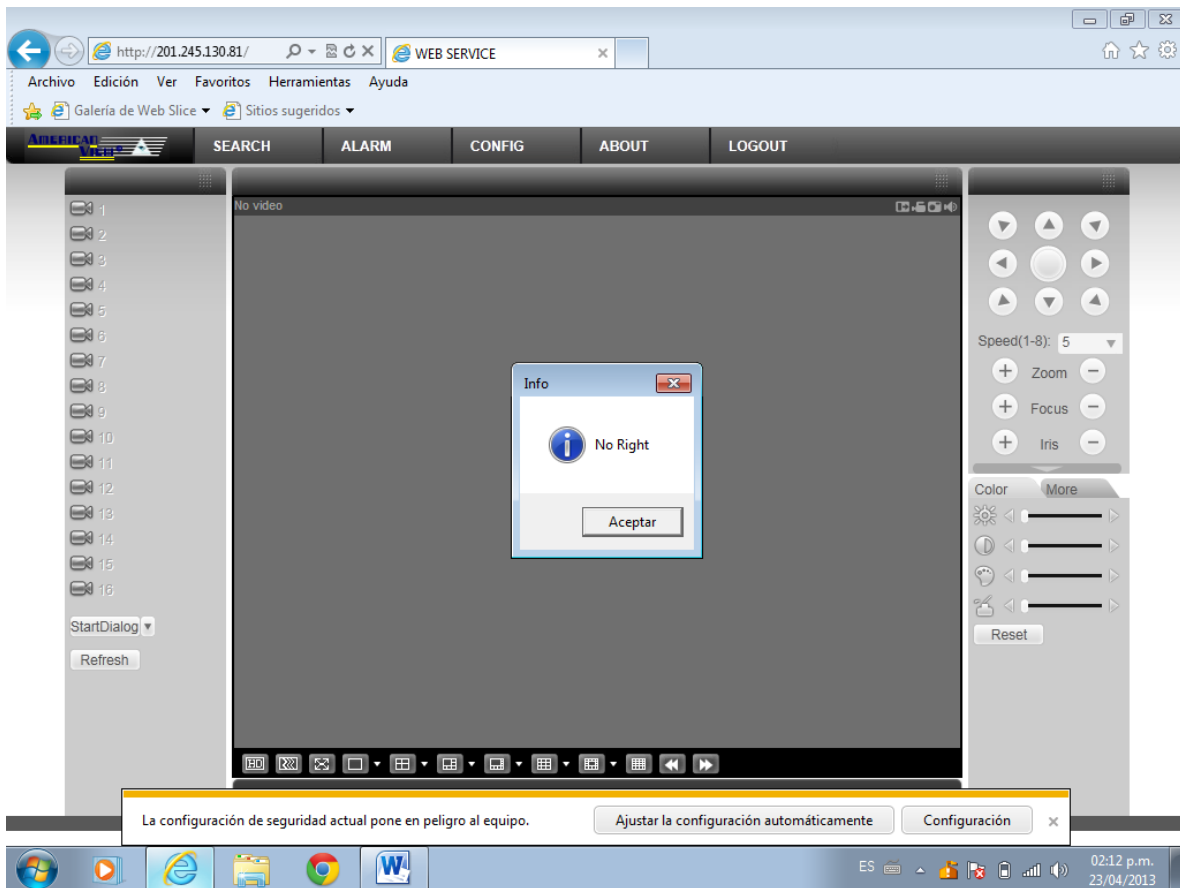 http://201.245.130.81/
WEB SERVICE
Archivo Edición Ver Favoritos Herramientas Ayuda
Galería de Web Slice Sitios sugeridos
AMERICAN VIEW®
SEARCH ALARM CONFIG ABOUT LOGOUT
No video
1
2
3
4
5
6
7
8
9
10
11
12
13
14
15
16
StartDialog
Refresh
Info
No Right
Aceptar
Speed(1-8): 5
Zoom
Focus
Iris
Color More
Reset
HD
La configuración de seguridad actual pone en peligro al equipo. Ajustar la configuración automáticamente Configuración
W
ES 02:12 p.m.
23/04/2013